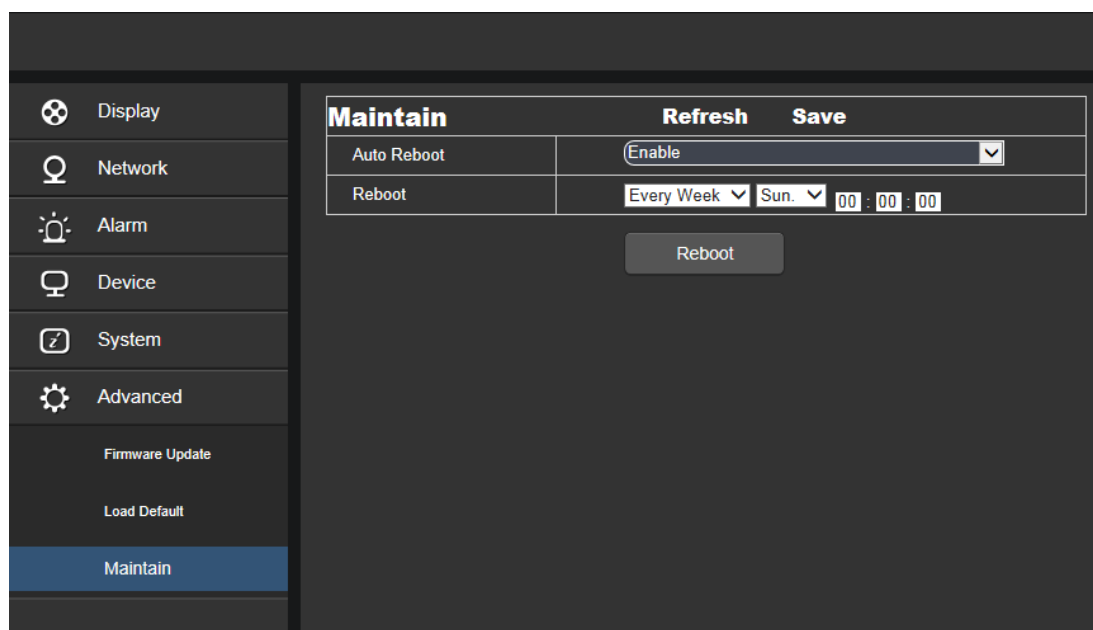 Display
Network
Alarm
Device
System
Advanced
Firmware Update
Load Default
Maintain
Maintain Refresh Save
Auto Reboot Enable
Reboot Every Week Sun. 00 : 00 : 00
Reboot